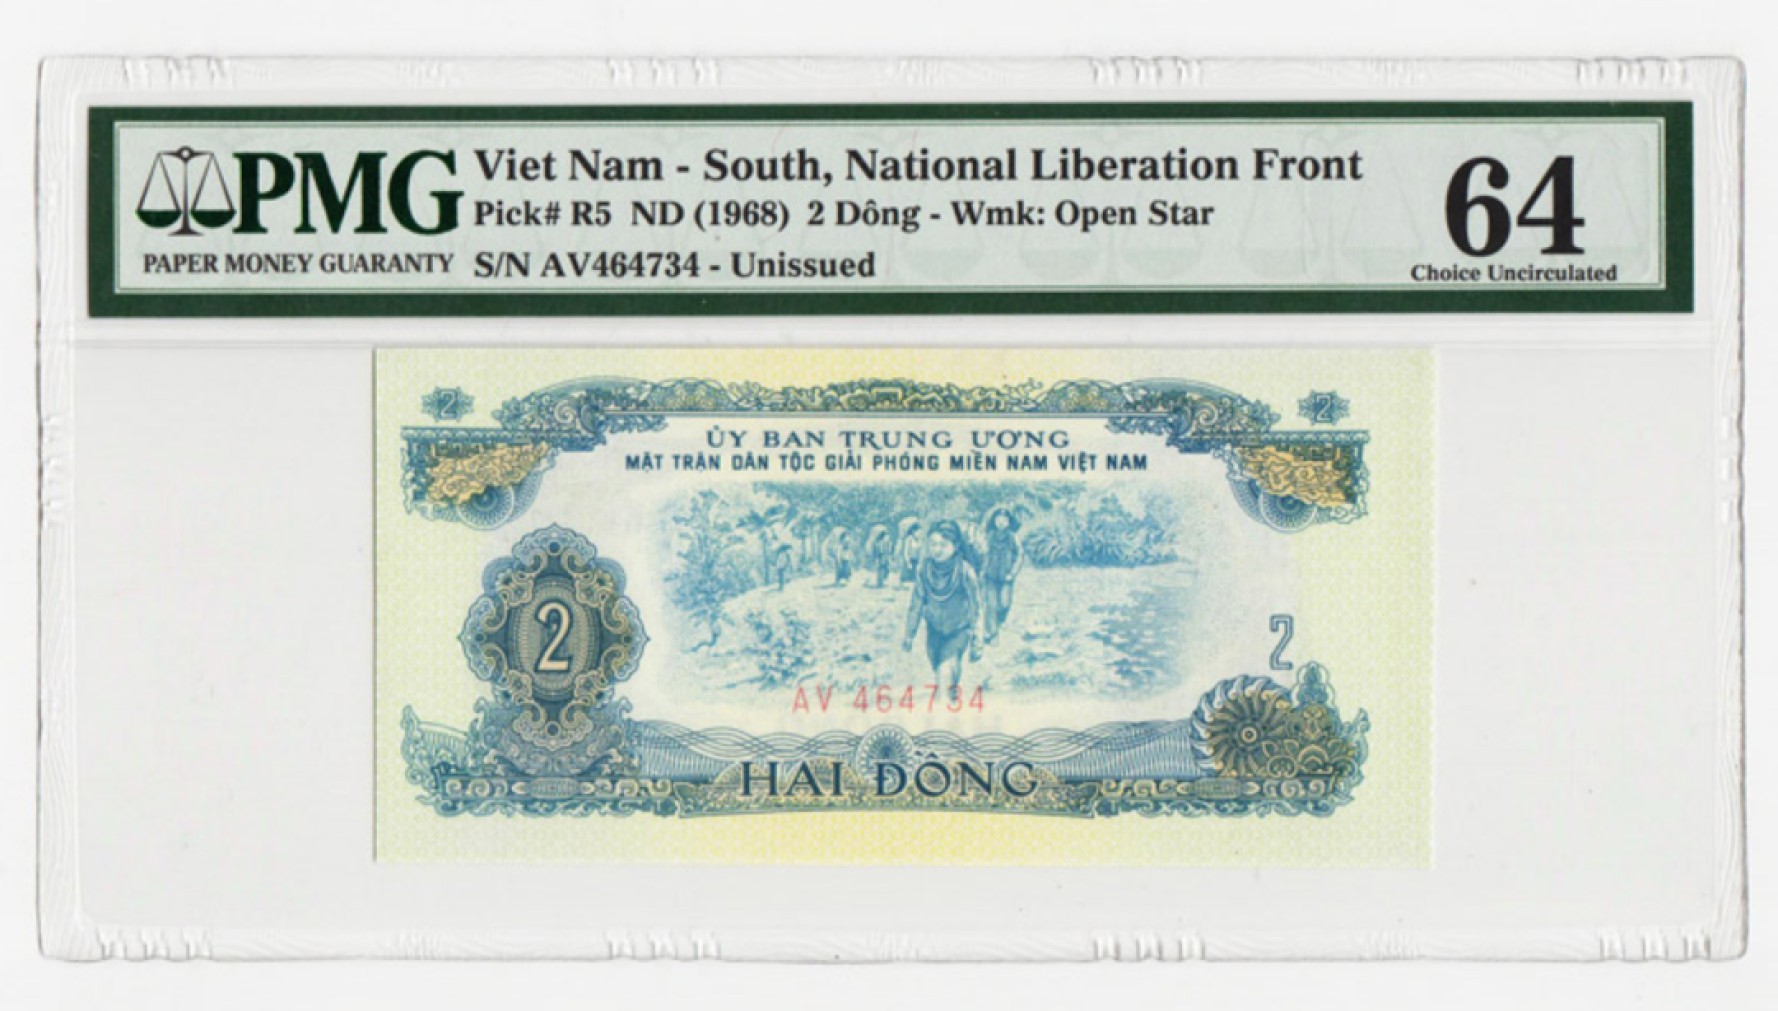 PMG
PAPER MONEY GUARANTY
Viet Nam - South, National Liberation Front
Pick# R5 ND (1968) 2 Dông - Wmk: Open Star
S/N AV464734 - Unissued
64
Choice Uncirculated
2 2
ỦY BAN TRUNG ƯƠNG
MẶT TRẬN DÂN TỘC GIẢI PHÓNG MIỀN NAM VIỆT NAM
2
2
AV 464734
HAI ĐỒNG